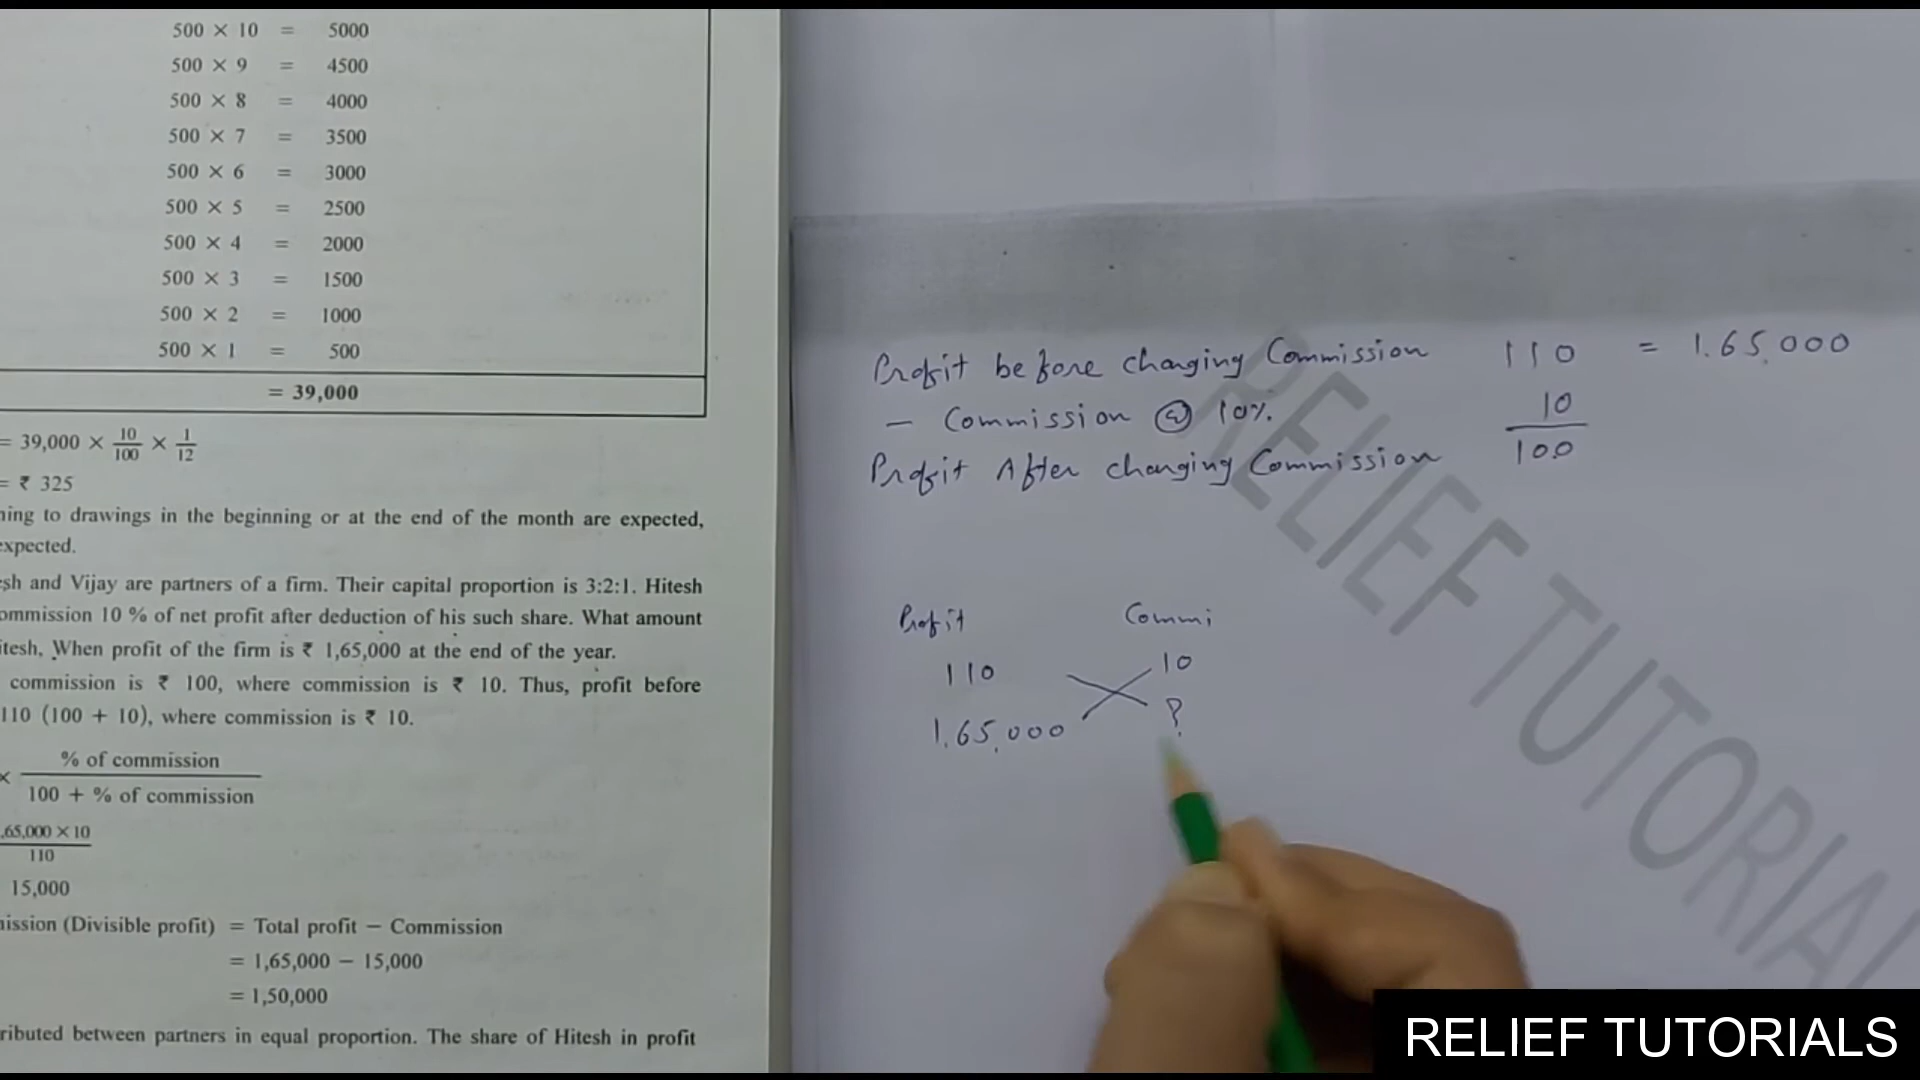 500 × 10 = 5000
500 × 9 = 4500
500 × 8 = 4000
500 × 7 = 3500
500 × 6 = 3000
500 × 5 = 2500
500 × 4 = 2000
500 × 3 = 1500
500 × 2 = 1000
500 × 1 = 500
= 39,000
= 39,000 × 10/100 × 1/12
= ₹ 325
to drawings in the beginning or at the end of the month are expected,
expected.
and Vijay are partners of a firm. Their capital proportion is 3:2:1. Hitesh
10 % of net profit after deduction of his such share. What amount
When profit of the firm is ₹ 1,65,000 at the end of the year.
commission is ₹ 100, where commission is ₹ 10. Thus, profit before
110 (100 + 10), where commission is ₹ 10.
× % of commission
100 + % of commission
,65,000 × 10
110
15,000
(Divisible profit) = Total profit − Commission
= 1,65,000 − 15,000
= 1,50,000
between partners in equal proportion. The share of Hitesh in profit
Profit before changing Commission 110 = 1.65.000
— Commission @ 10%. 10
Profit After changing Commission 100
Profit Commi
110 10
1.65.000 ?
RELIEF TUTORIAL
RELIEF TUTORIALS